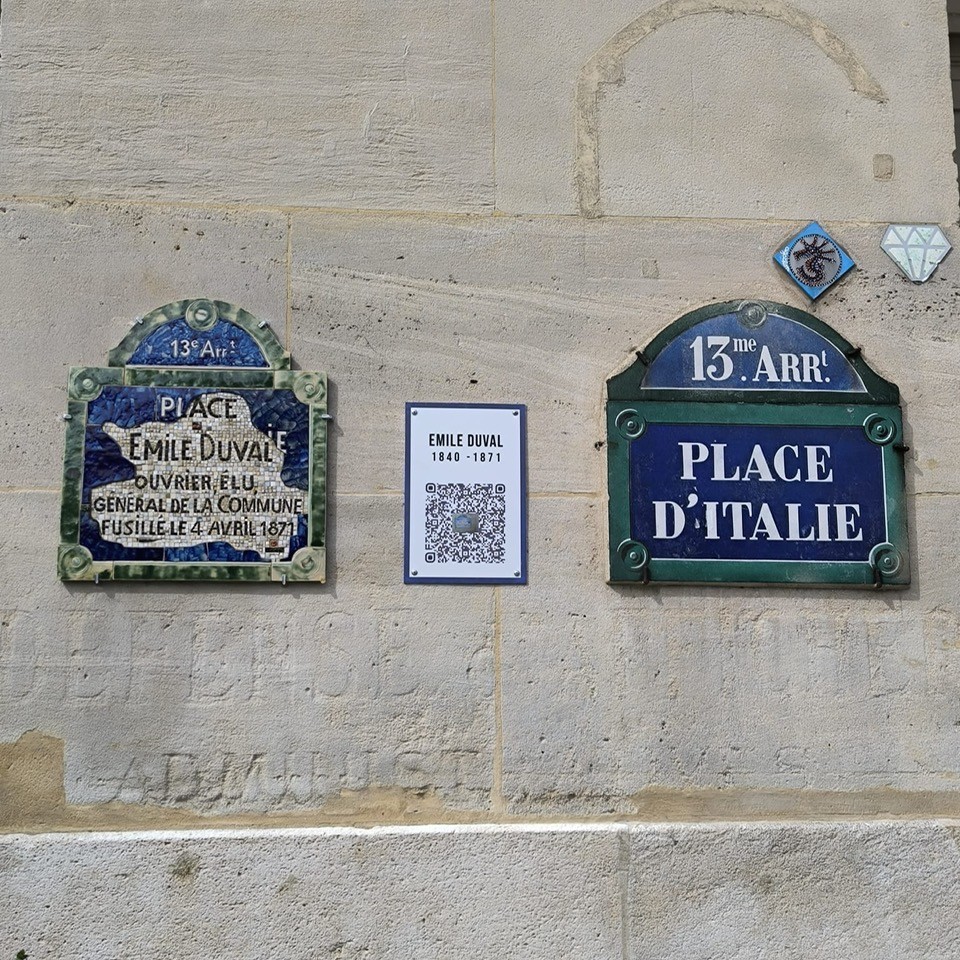 13e Arrt
PLACE
EMILE DUVAL
OUVRIER, ÉLU,
GÉNÉRAL DE LA COMMUNE
FUSILLÉ LE 4 AVRIL 1871
EMILE DUVAL
1840 - 1871
13me ARRt.
PLACE
D'ITALIE
DEFENSE